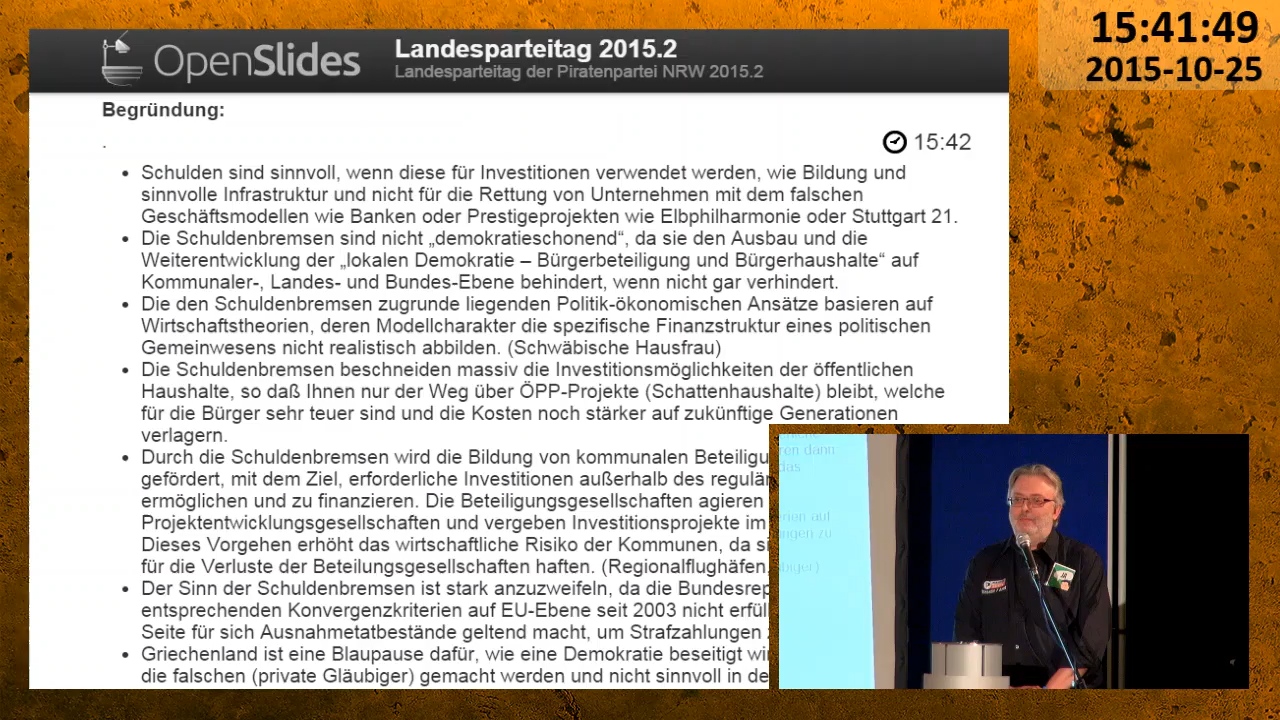 15:41:49
2015-10-25
OpenSlides
Landesparteitag 2015.2
Landesparteitag der Piratenpartei NRW 2015.2
Begründung:
.
15:42
• Schulden sind sinnvoll, wenn diese für Investitionen verwendet werden, wie Bildung und
sinnvolle Infrastruktur und nicht für die Rettung von Unternehmen mit dem falschen
Geschäftsmodellen wie Banken oder Prestigeprojekten wie Elbphilharmonie oder Stuttgart 21.
• Die Schuldenbremsen sind nicht „demokratieschonend“, da sie den Ausbau und die
Weiterentwicklung der „lokalen Demokratie – Bürgerbeteiligung und Bürgerhaushalte“ auf
Kommunaler-, Landes- und Bundes-Ebene behindert, wenn nicht gar verhindert.
• Die den Schuldenbremsen zugrunde liegenden Politik-ökonomischen Ansätze basieren auf
Wirtschaftstheorien, deren Modellcharakter die spezifische Finanzstruktur eines politischen
Gemeinwesens nicht realistisch abbilden. (Schwäbische Hausfrau)
• Die Schuldenbremsen beschneiden massiv die Investitionsmöglichkeiten der öffentlichen
Haushalte, so daß Ihnen nur der Weg über ÖPP-Projekte (Schattenhaushalte) bleibt, welche
für die Bürger sehr teuer sind und die Kosten noch stärker auf zukünftige Generationen
verlagern.
• Durch die Schuldenbremsen wird die Bildung von kommunalen Beteiligu
gefördert, mit dem Ziel, erforderliche Investitionen außerhalb des regulär
ermöglichen und zu finanzieren. Die Beteiligungsgesellschaften agieren
Projektentwicklungsgesellschaften und vergeben Investitionsprojekte im
Dieses Vorgehen erhöht das wirtschaftliche Risiko der Kommunen, da si
für die Verluste der Beteilungsgesellschaften haften. (Regionalflughäfen,
• Der Sinn der Schuldenbremsen ist stark anzuzweifeln, da die Bundesrep
entsprechenden Konvergenzkriterien auf EU-Ebene seit 2003 nicht erfüll
Seite für sich Ausnahmetatbestände geltend macht, um Strafzahlungen
• Griechenland ist eine Blaupause dafür, wie eine Demokratie beseitigt wi
die falschen (private Gläubiger) gemacht werden und nicht sinnvoll in de